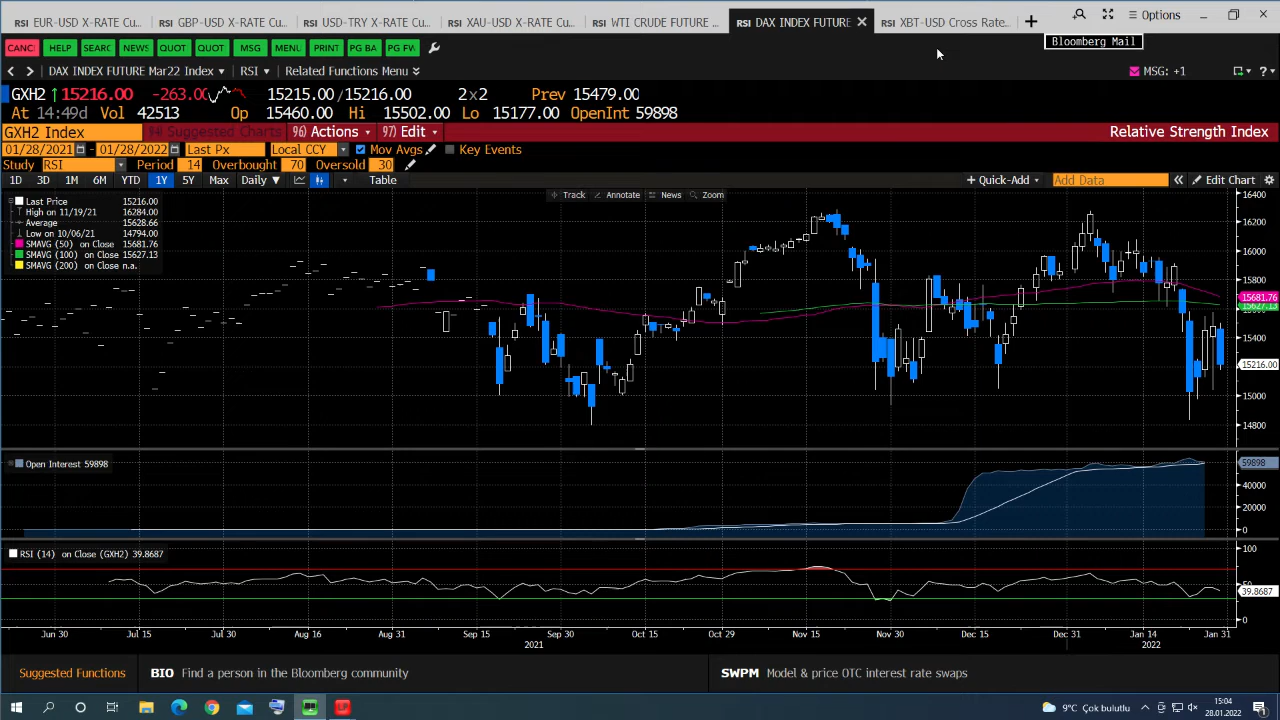 RSI EUR-USD X-RATE Cu... RSI GBP-USD X-RATE Cu... RSI USD-TRY X-RATE Cu... RSI XAU-USD X-RATE Cu... RSI WTI CRUDE FUTURE ... RSI DAX INDEX FUTURE RSI XBT-USD Cross Rate... Options
CANC HELP SEARC NEWS QUOT QUOT MSG MENU PRINT PG BA PG FW Bloomberg Mail
DAX INDEX FUTURE Mar22 Index RSI Related Functions Menu MSG: +1
GXH2 ↑15216.00 -263.00 15215.00/15216.00 2×2 Prev 15479.00
At 14:49d Vol 42513 Op 15460.00 Hi 15502.00 Lo 15177.00 OpenInt 59898
GXH2 Index 94) Suggested Charts 96) Actions 97) Edit Relative Strength Index
01/28/2021 - 01/28/2022 Last Px Local CCY Mov Avgs Key Events
Study RSI Period 14 Overbought 70 Oversold 30
1D 3D 1M 6M YTD 1Y 5Y Max Daily ▼ Table + Quick-Add Add Data « Edit Chart
Track Annotate News Zoom
Last Price 15216.00
High on 11/19/21 16284.00
Average 15628.66
Low on 10/06/21 14794.00
SMAVG (50) on Close 15681.76
SMAVG (100) on Close 15627.13
SMAVG (200) on Close n.a.
16400
16200
16000
15800
15681.76
15627.13
15400
15216.00
15000
14800
Open Interest 59898
59898
40000
20000
0
RSI (14) on Close (GXH2) 39.8687
100
50
39.8687
0
Jun 30 Jul 15 Jul 30 Aug 16 Aug 31 Sep 15 Sep 30 Oct 15 Oct 29 Nov 15 Nov 30 Dec 15 Dec 31 Jan 14 Jan 31
2021 2022
Suggested Functions BIO Find a person in the Bloomberg community SWPM Model & price OTC interest rate swaps
9°C Çok bulutlu 15:04
28.01.2022